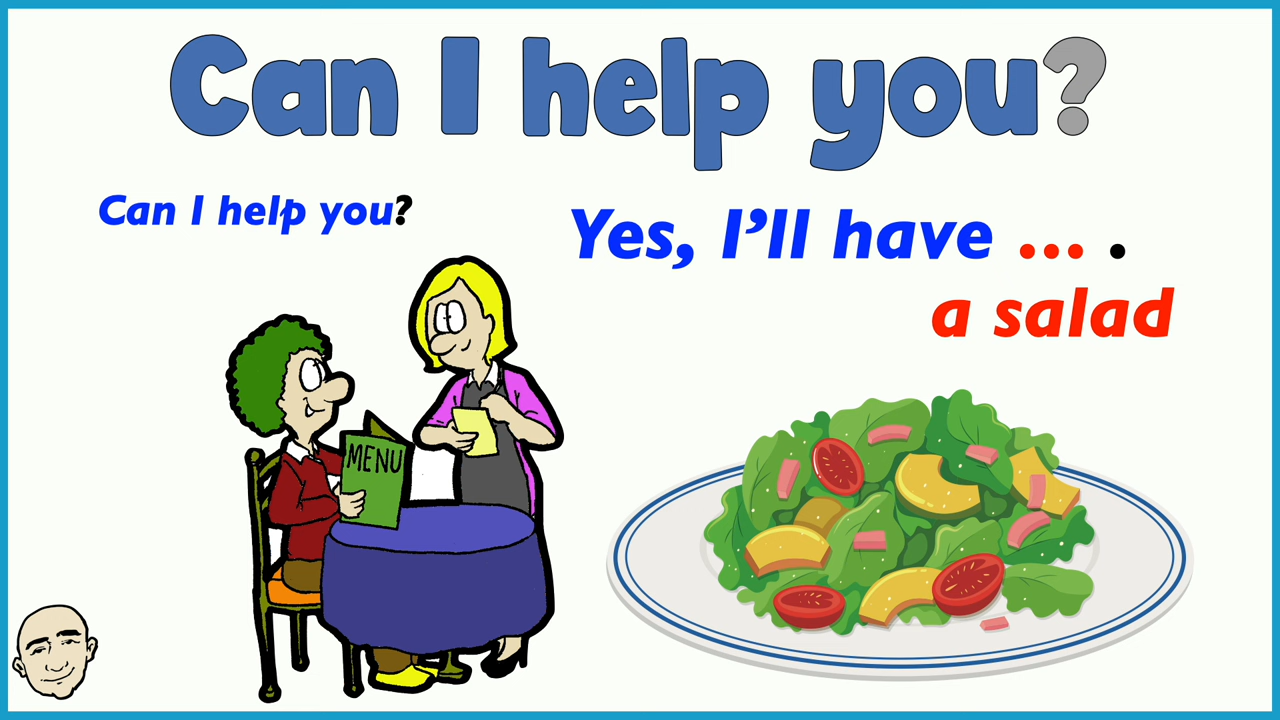 Can I help you?
Can I help you?
Yes, I'll have ... .
a salad
MENU